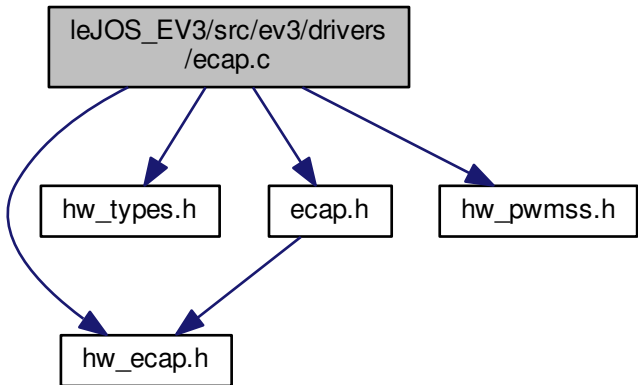 leJOS_EV3/src/ev3/drivers
/ecap.c
hw_types.h
ecap.h
hw_pwmss.h
hw_ecap.h